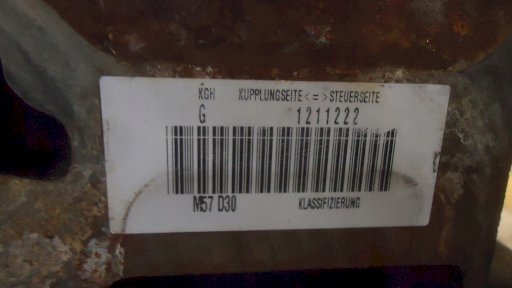 KGH KUPPLUNGSEITE < = > STEUERSEITE
G 1211222
M57 D30 KLASSIFIZIERUNG